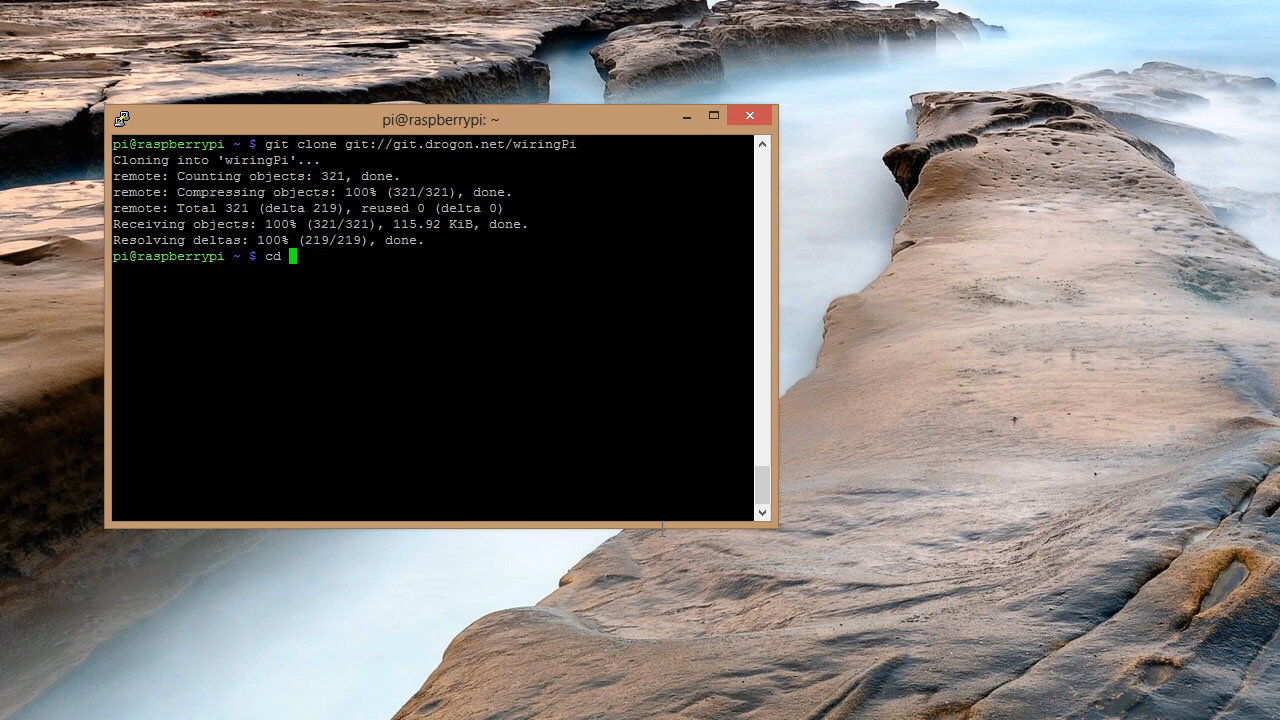 pi@raspberrypi: ~
pi@raspberrypi ~ $ git clone git://git.drogon.net/wiringPi
Cloning into 'wiringPi'...
remote: Counting objects: 321, done.
remote: Compressing objects: 100% (321/321), done.
remote: Total 321 (delta 219), reused 0 (delta 0)
Receiving objects: 100% (321/321), 115.92 KiB, done.
Resolving deltas: 100% (219/219), done.
pi@raspberrypi ~ $ cd